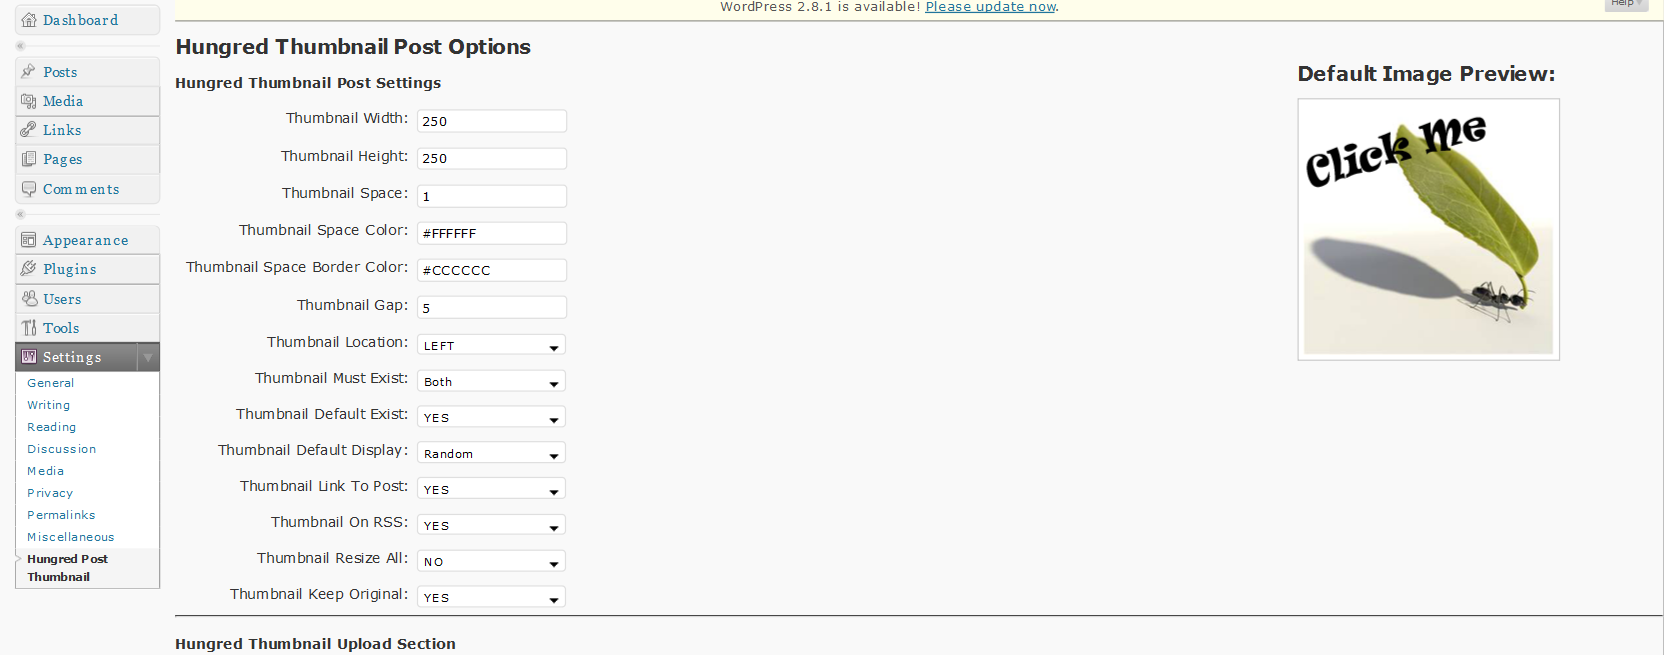 WordPress 2.8.1 is available! Please update now.
Help
Dashboard
Posts
Media
Links
Pages
Comments
Appearance
Plugins
Users
Tools
Settings
General
Writing
Reading
Discussion
Media
Privacy
Permalinks
Miscellaneous
Hungred Post
Thumbnail
Hungred Thumbnail Post Options
Hungred Thumbnail Post Settings
Thumbnail Width: 250
Thumbnail Height: 250
Thumbnail Space: 1
Thumbnail Space Color: #FFFFFF
Thumbnail Space Border Color: #CCCCCC
Thumbnail Gap: 5
Thumbnail Location: LEFT
Thumbnail Must Exist: Both
Thumbnail Default Exist: YES
Thumbnail Default Display: Random
Thumbnail Link To Post: YES
Thumbnail On RSS: YES
Thumbnail Resize All: NO
Thumbnail Keep Original: YES
Hungred Thumbnail Upload Section
Default Image Preview:
Click Me